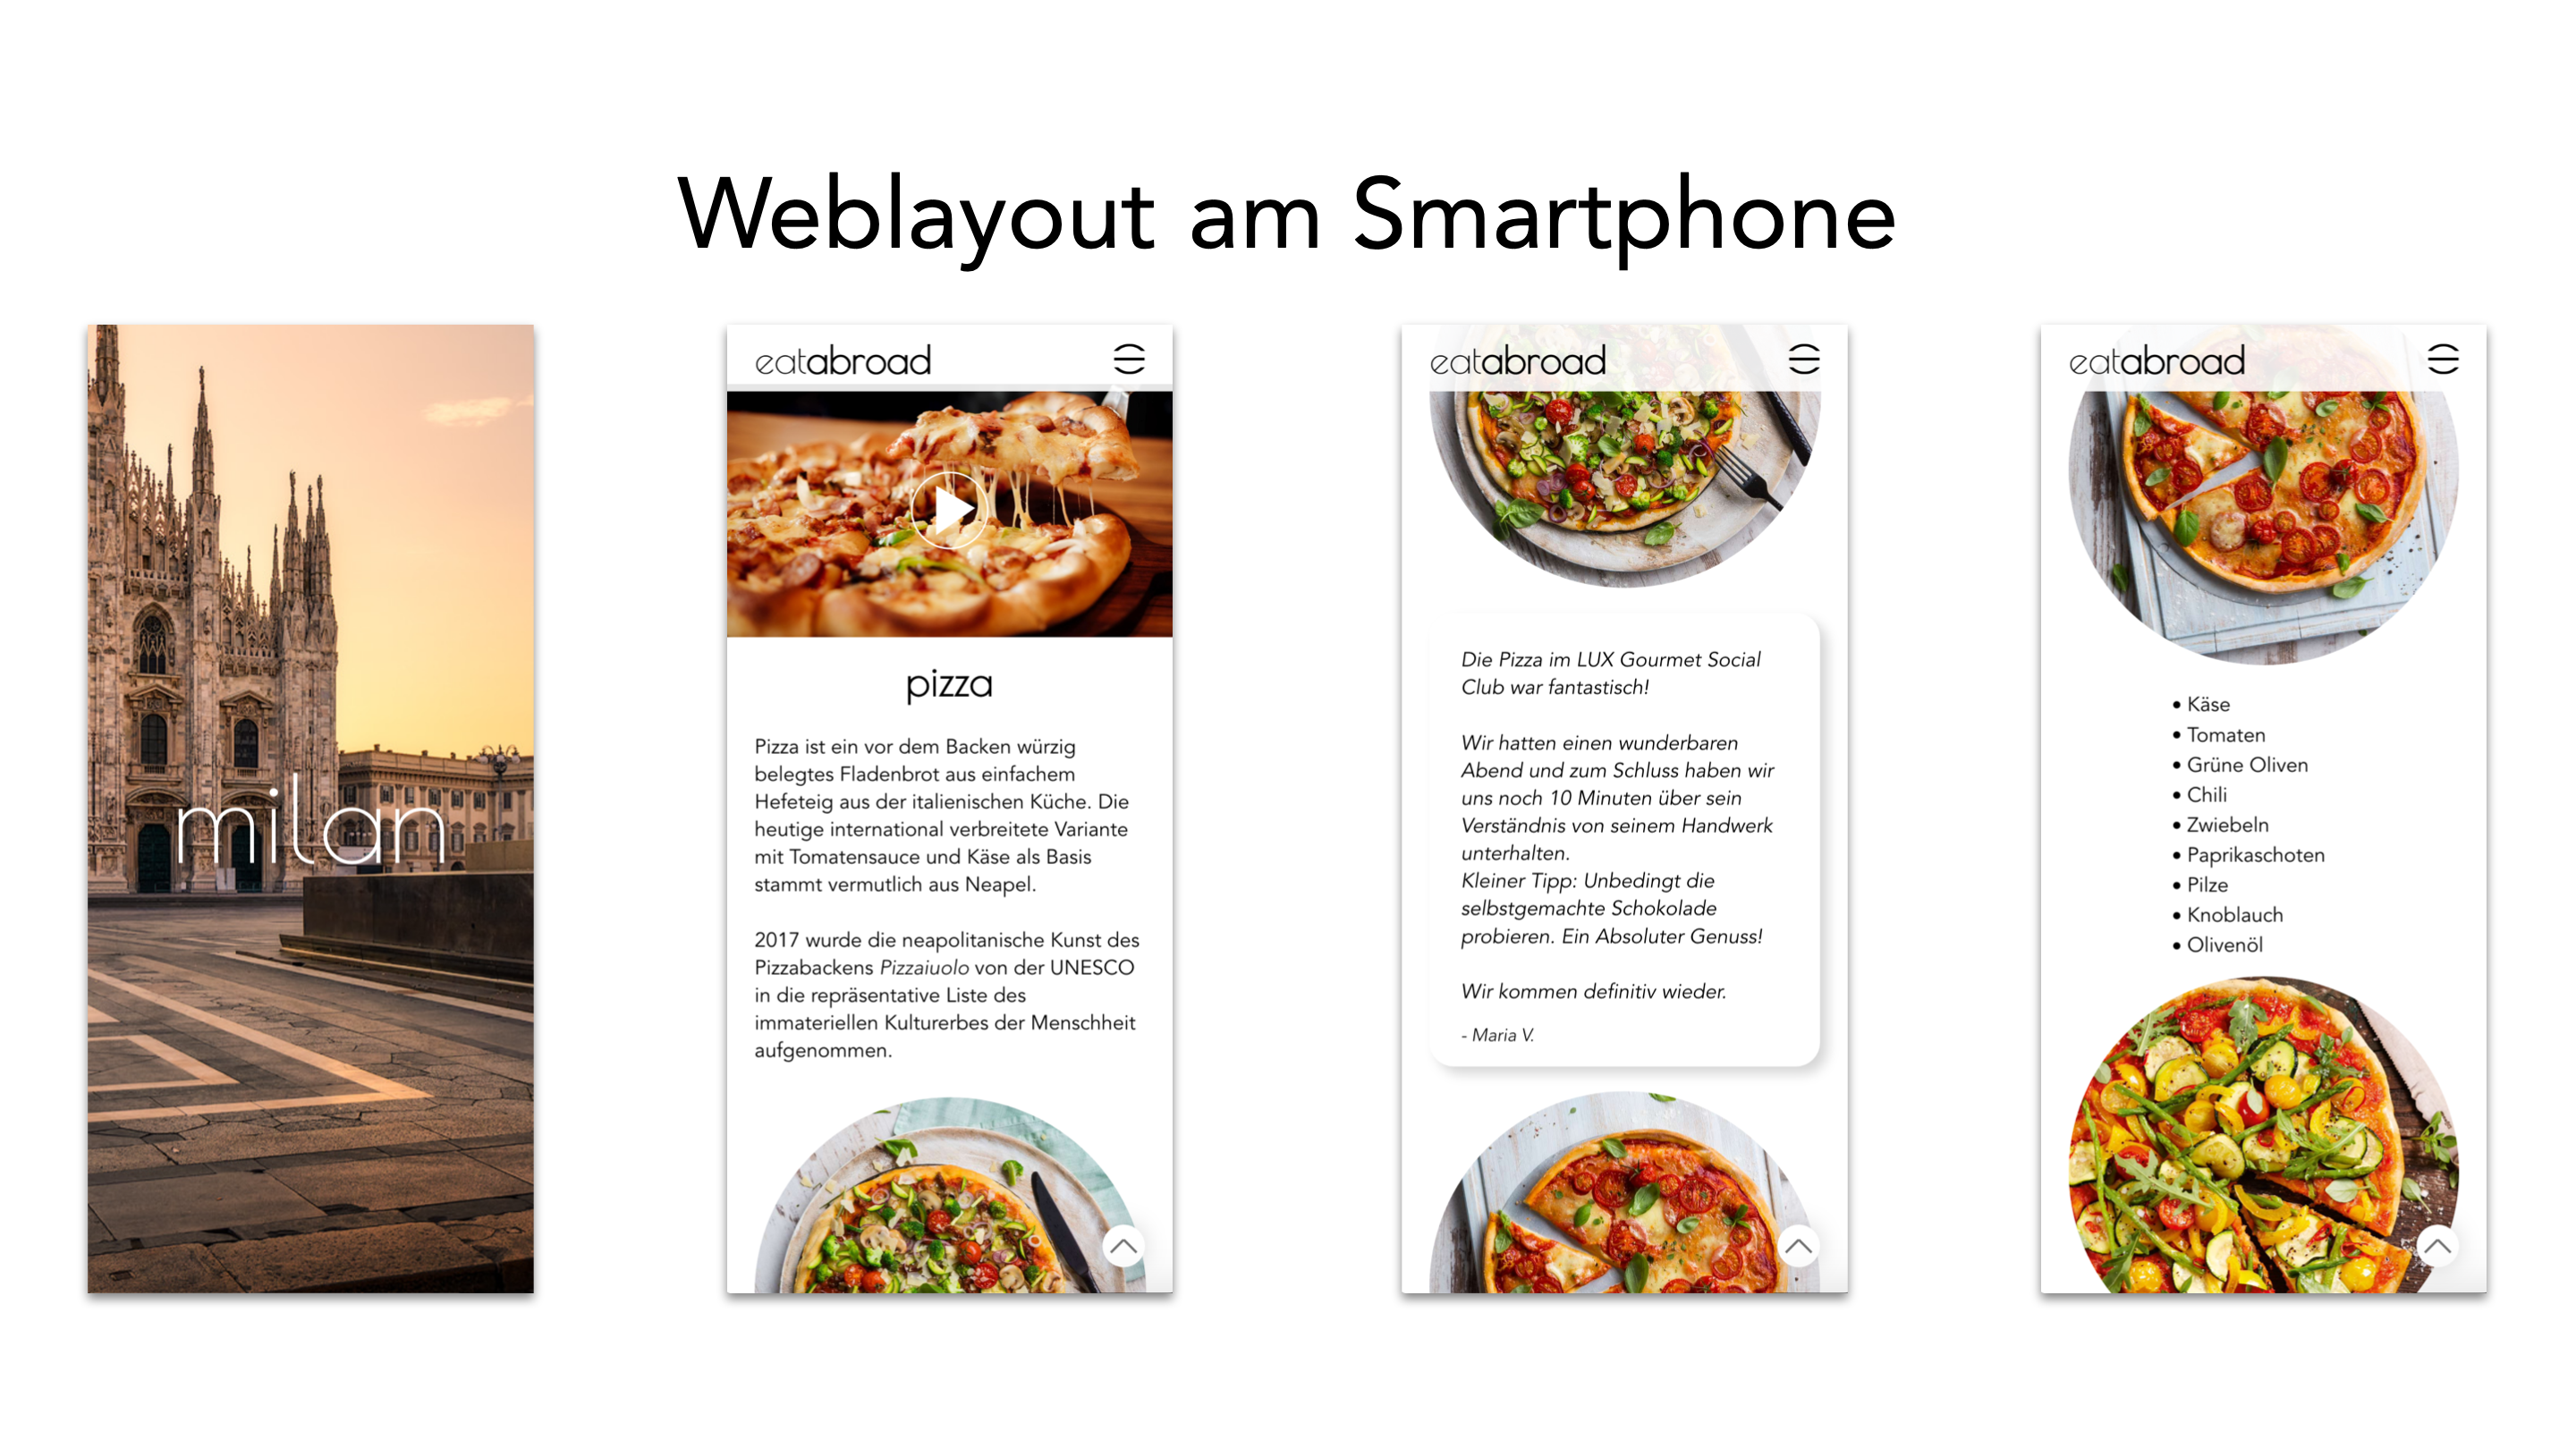 Weblayout am Smartphone
milan
eatabroad
pizza
Pizza ist ein vor dem Backen würzig
belegtes Fladenbrot aus einfachem
Hefeteig aus der italienischen Küche. Die
heutige international verbreitete Variante
mit Tomatensauce und Käse als Basis
stammt vermutlich aus Neapel.
2017 wurde die neapolitanische Kunst des
Pizzabackens Pizzaiuolo von der UNESCO
in die repräsentative Liste des
immateriellen Kulturerbes der Menschheit
aufgenommen.
eatabroad
Die Pizza im LUX Gourmet Social
Club war fantastisch!
Wir hatten einen wunderbaren
Abend und zum Schluss haben wir
uns noch 10 Minuten über sein
Verständnis von seinem Handwerk
unterhalten.
Kleiner Tipp: Unbedingt die
selbstgemachte Schokolade
probieren. Ein Absoluter Genuss!
Wir kommen definitiv wieder.
- Maria V.
eatabroad
• Käse
• Tomaten
• Grüne Oliven
• Chili
• Zwiebeln
• Paprikaschoten
• Pilze
• Knoblauch
• Olivenöl